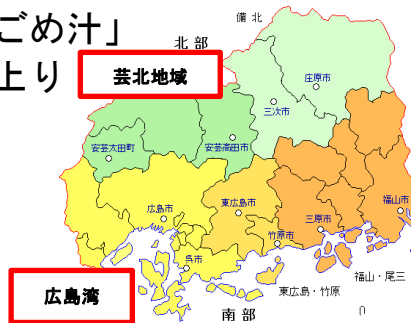 ごめ汁」
上り
備北
北部
芸北地域
庄原市
三次市
安芸太田町
安芸高田市
広島市
東広島市
福山市
三原市
竹原市
呉市
広島湾
福山・尾三
東広島・竹原
南部